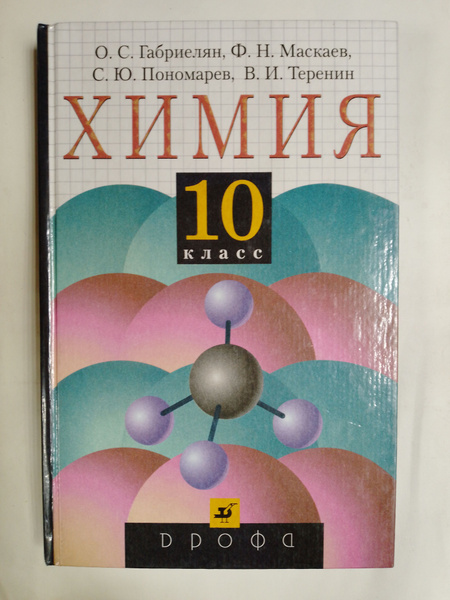 О. С. Габриелян, Ф. Н. Маскаев,
С. Ю. Пономарев, В. И. Теренин
ХИМИЯ
10
класс
дрофа